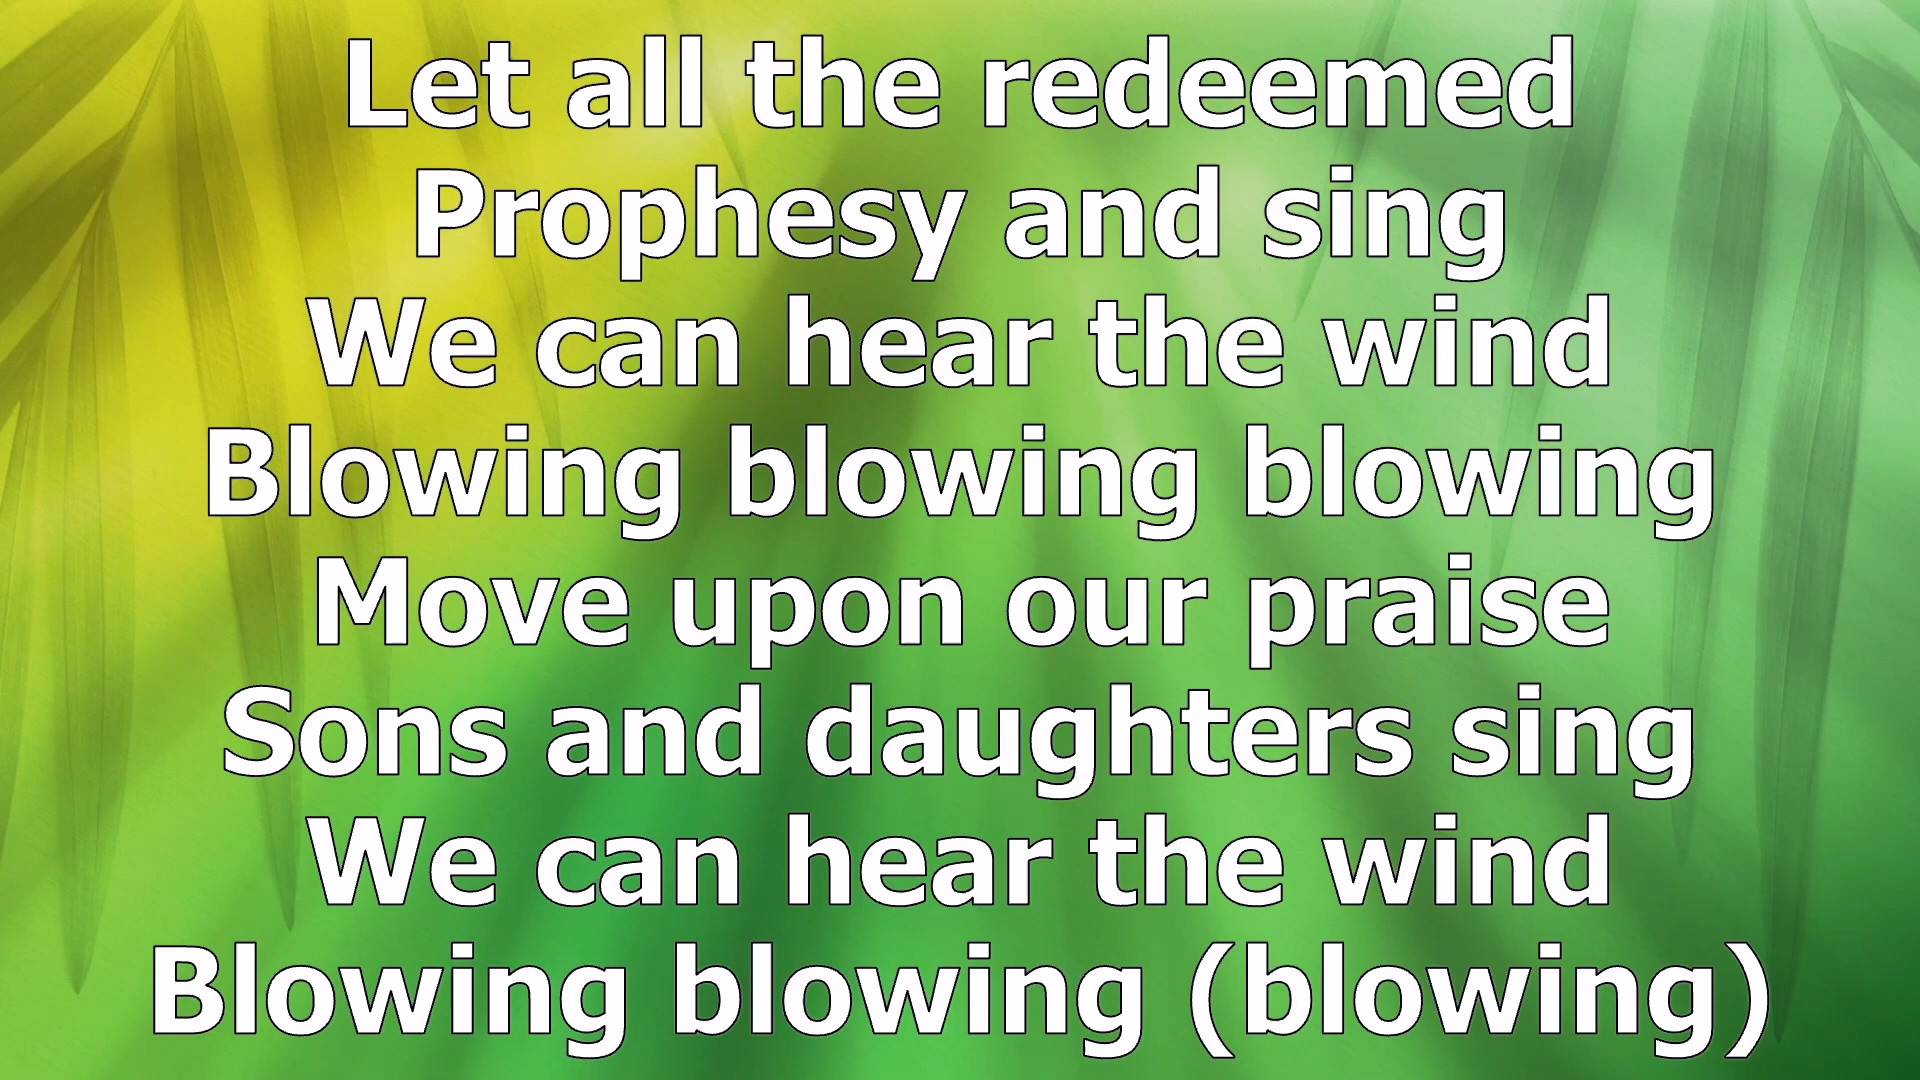 Let all the redeemed
Prophesy and sing
We can hear the wind
Blowing blowing blowing
Move upon our praise
Sons and daughters sing
We can hear the wind
Blowing blowing (blowing)